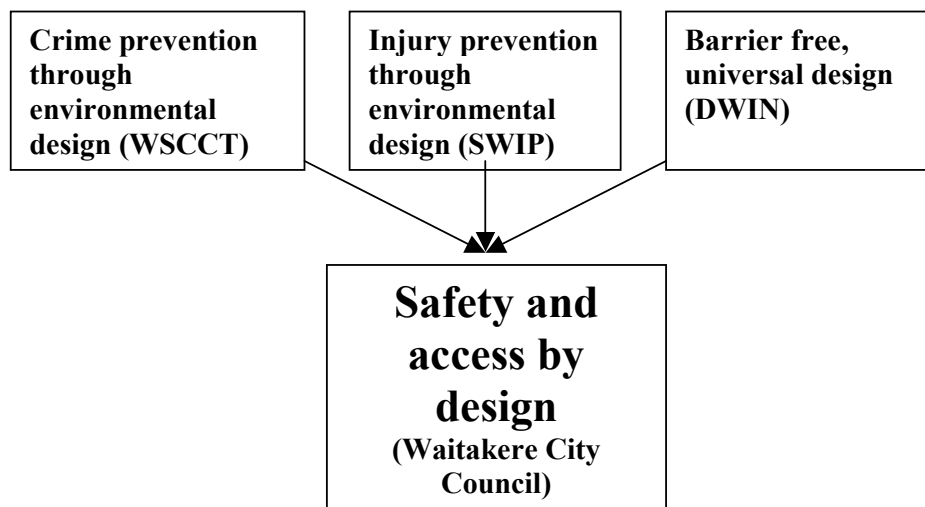 Crime prevention
through
environmental
design (WSCCT)
Injury prevention
through
environmental
design (SWIP)
Barrier free,
universal design
(DWIN)
Safety and
access by
design
(Waitakere City
Council)